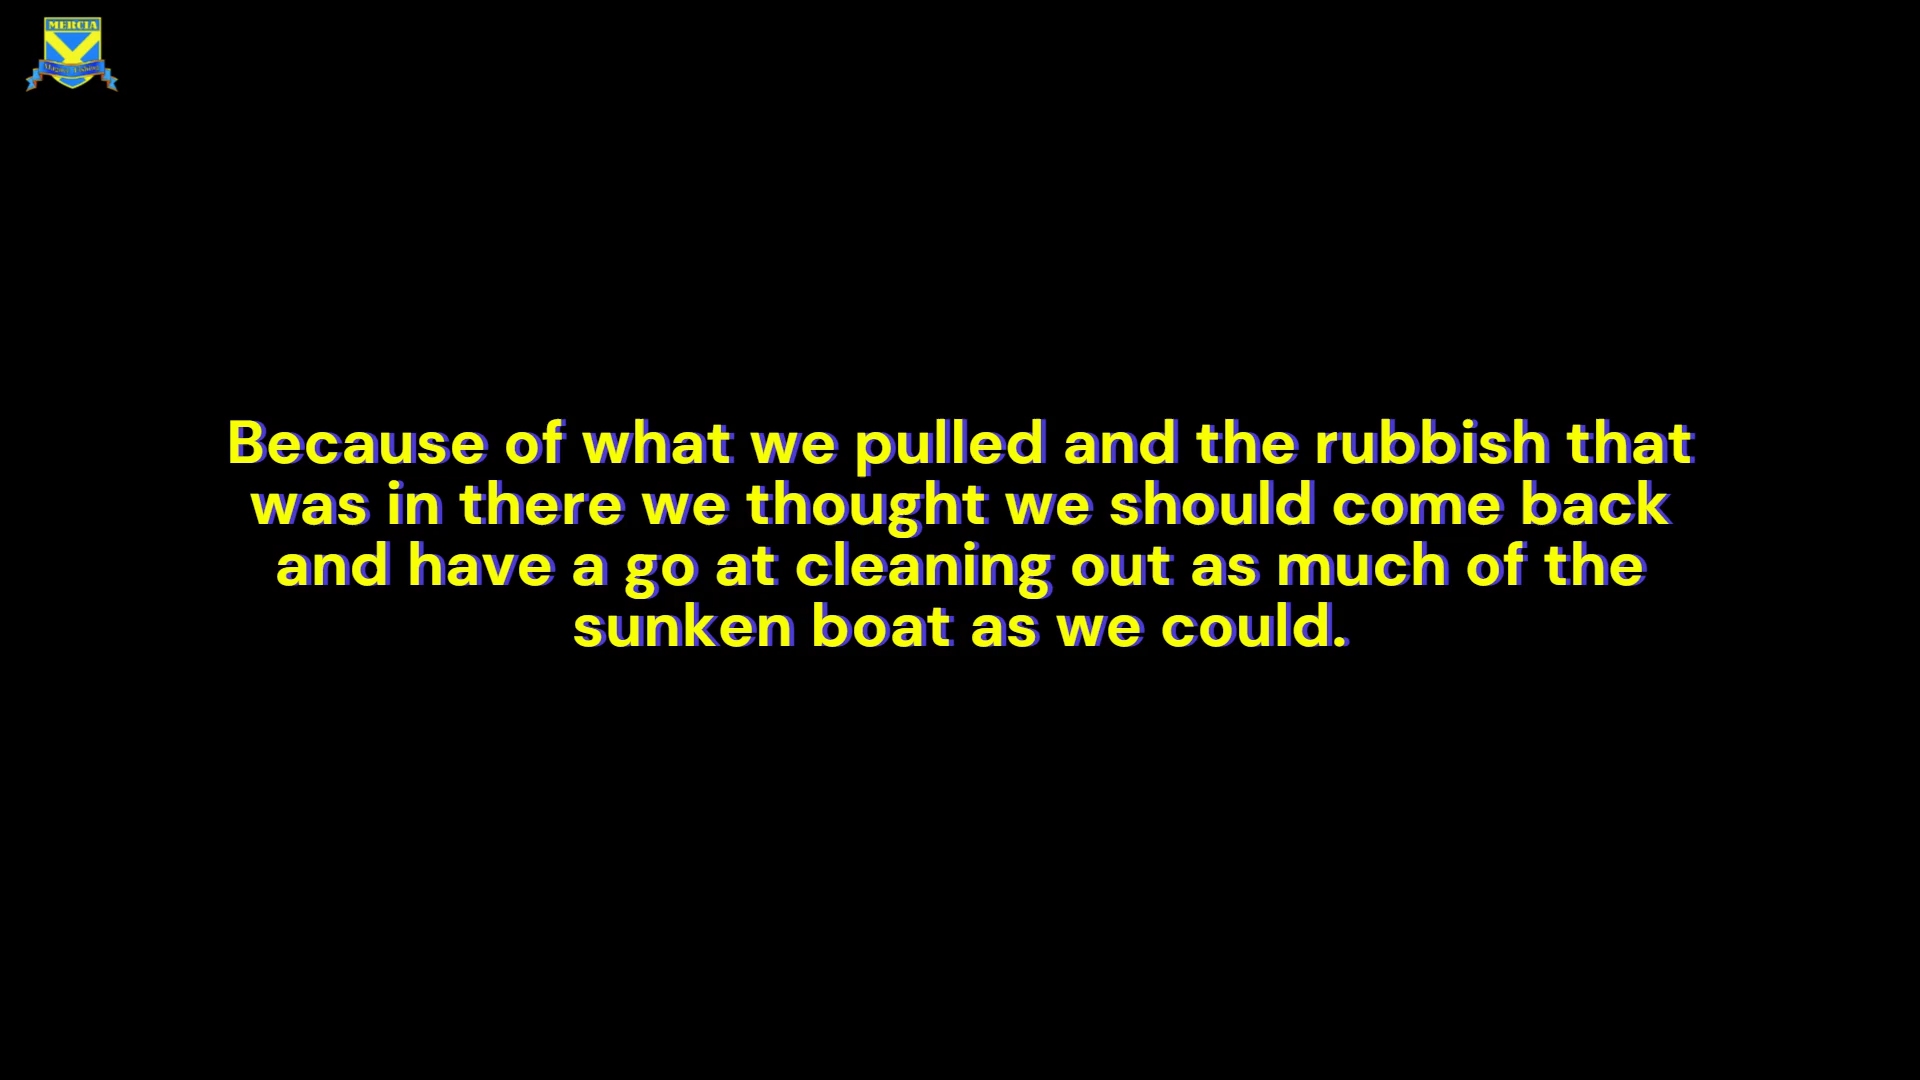 MERCIA
Because of what we pulled and the rubbish that
was in there we thought we should come back
and have a go at cleaning out as much of the
sunken boat as we could.